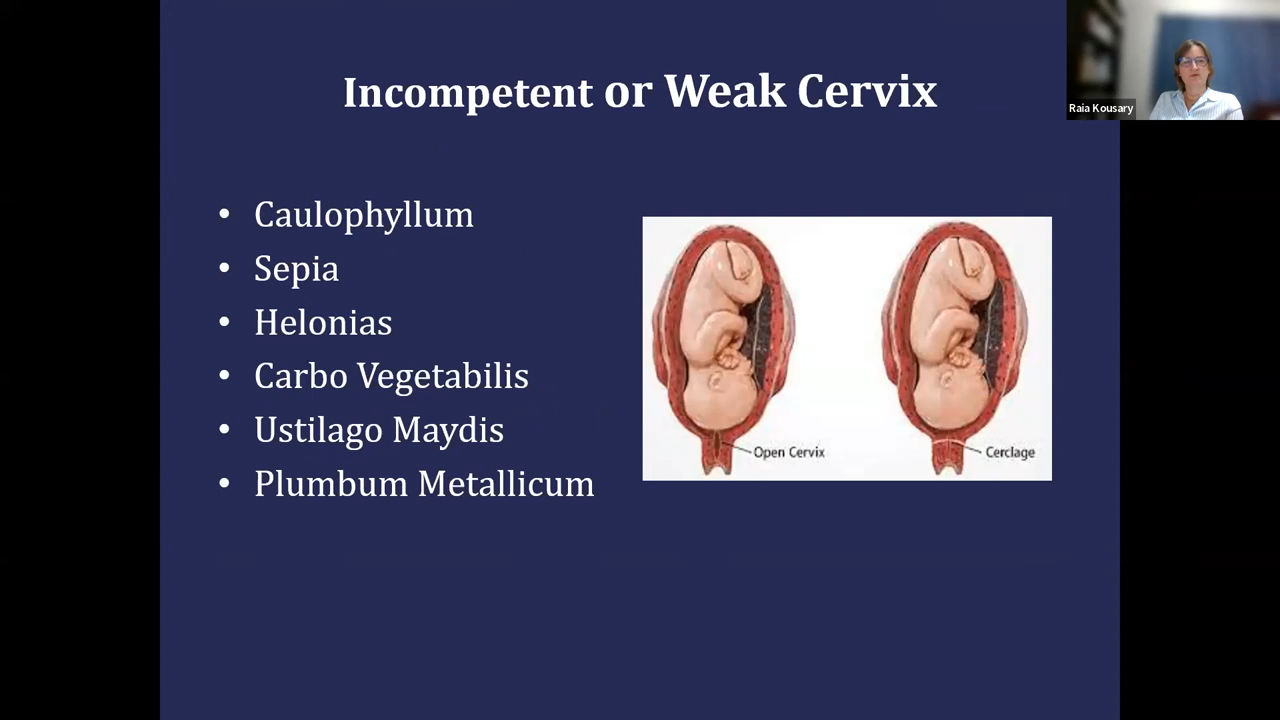 Incompetent or Weak Cervix
Raia Kousary
• Caulophyllum
• Sepia
• Helonias
• Carbo Vegetabilis
• Ustilago Maydis
• Plumbum Metallicum
Open Cervix
Cerclage